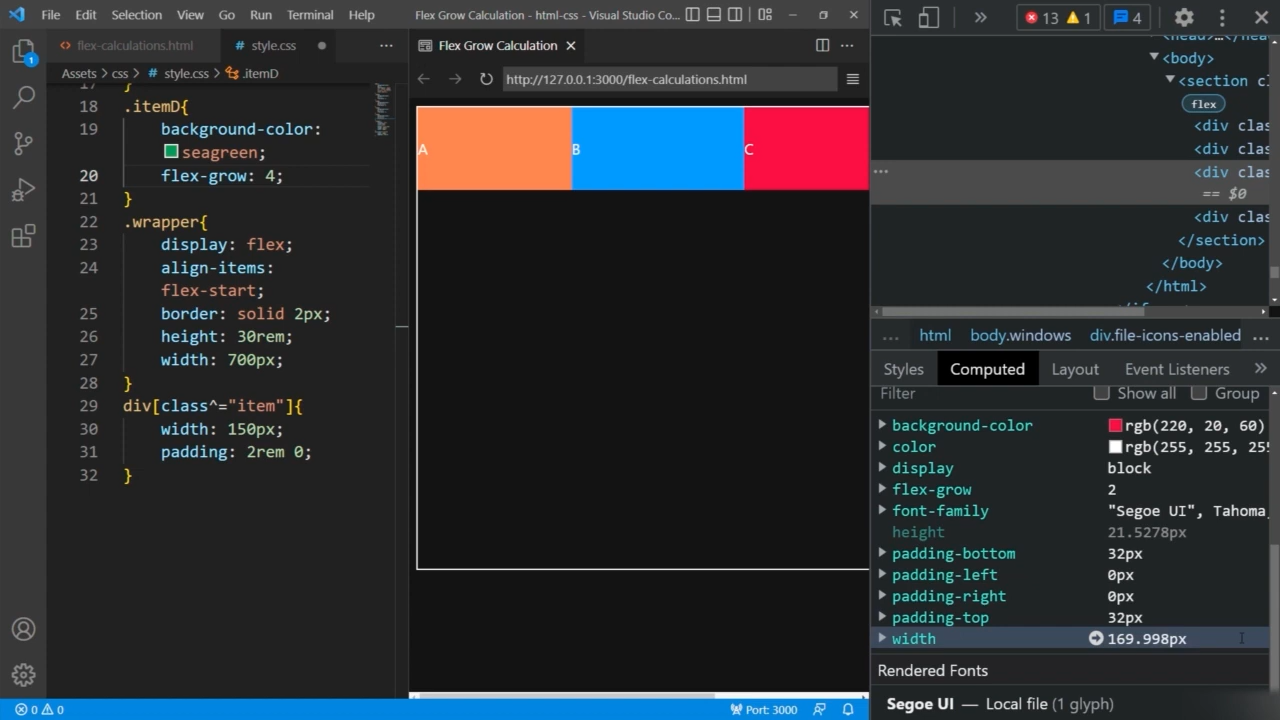 File Edit Selection View Go Run Terminal Help
Flex Grow Calculation - html-css - Visual Studio Co...
flex-calculations.html
style.css
Assets > css > style.css > .itemD
17 }
18 .itemD{
19 background-color:
seagreen;
20 flex-grow: 4;
21 }
22 .wrapper{
23 display: flex;
24 align-items:
flex-start;
25 border: solid 2px;
26 height: 30rem;
27 width: 700px;
28 }
29 div[class^="item"]{
30 width: 150px;
31 padding: 2rem 0;
32 }
1
0 0
Flex Grow Calculation
http://127.0.0.1:3000/flex-calculations.html
A B C
Port: 3000
13 1 4
<head>...</head>
<body>
<section cl
flex
<div clas
<div clas
<div clas
== $0
<div clas
</section>
</body>
</html>
... html body.windows div.file-icons-enabled ...
Styles Computed Layout Event Listeners
Filter Show all Group
background-color rgb(220, 20, 60)
color rgb(255, 255, 255
display block
flex-grow 2
font-family "Segoe UI", Tahoma,
height 21.5278px
padding-bottom 32px
padding-left 0px
padding-right 0px
padding-top 32px
width 169.998px
Rendered Fonts
Segoe UI — Local file (1 glyph)